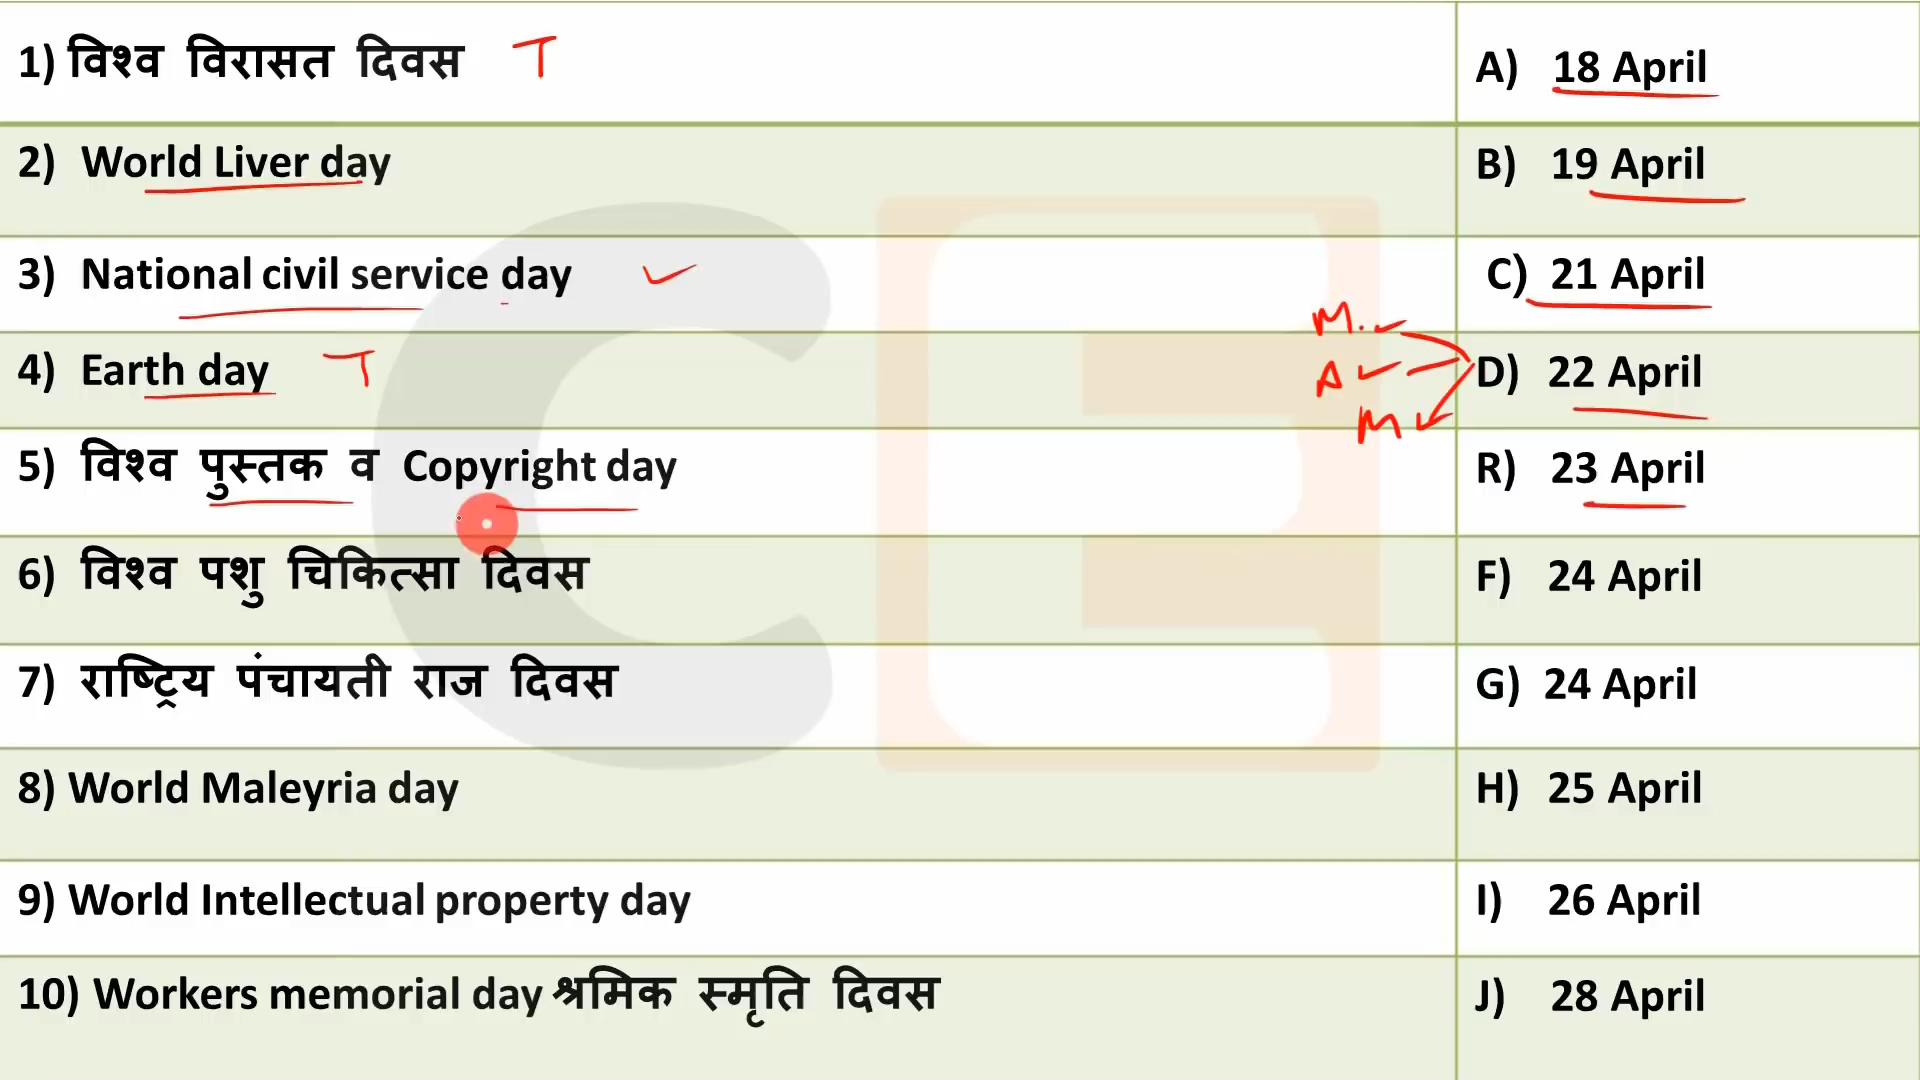 1) विश्व विरासत दिवस T A) 18 April
2) World Liver day B) 19 April
3) National civil service day C) 21 April
M.
4) Earth day T A D) 22 April
M
5) विश्व पुस्तक व Copyright day R) 23 April
6) विश्व पशु चिकित्सा दिवस F) 24 April
7) राष्ट्रिय पंचायती राज दिवस G) 24 April
8) World Maleyria day H) 25 April
9) World Intellectual property day I) 26 April
10) Workers memorial day श्रमिक स्मृति दिवस J) 28 April